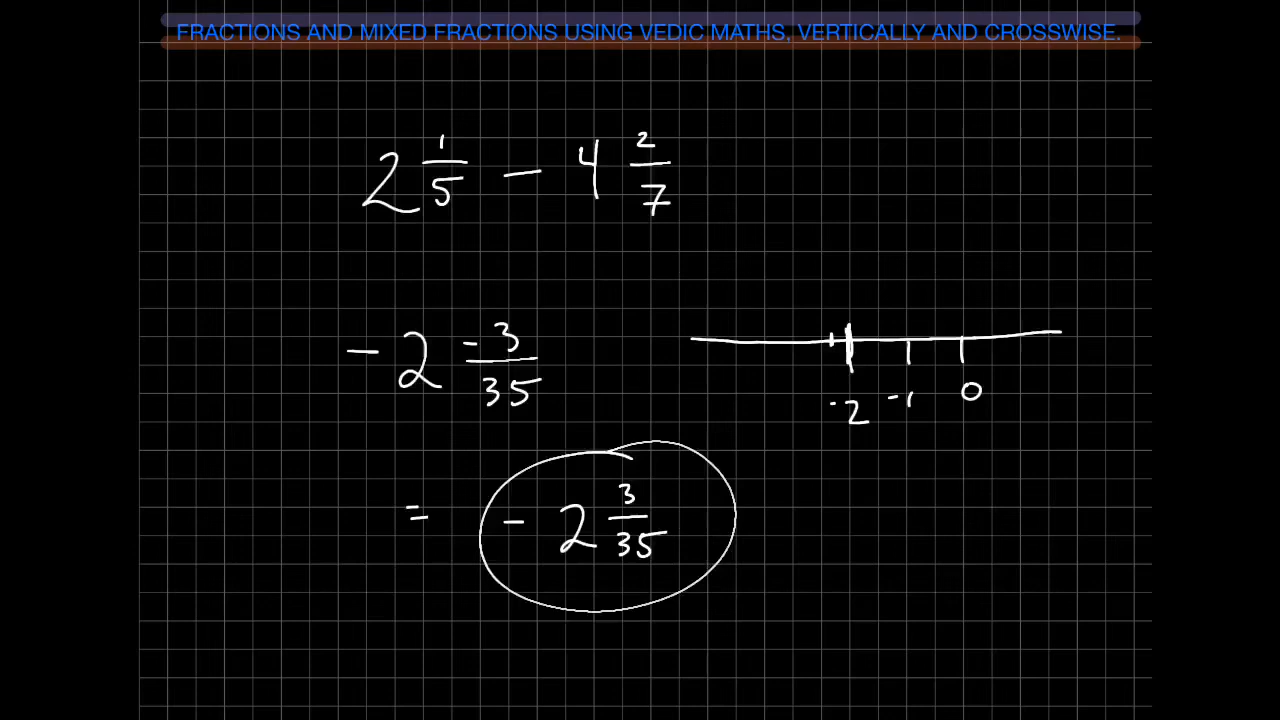 FRACTIONS AND MIXED FRACTIONS USING VEDIC MATHS, VERTICALLY AND CROSSWISE.
2 1/5 - 4 2/7
-2 -3/35
-2 -1 0
= -2 3/35